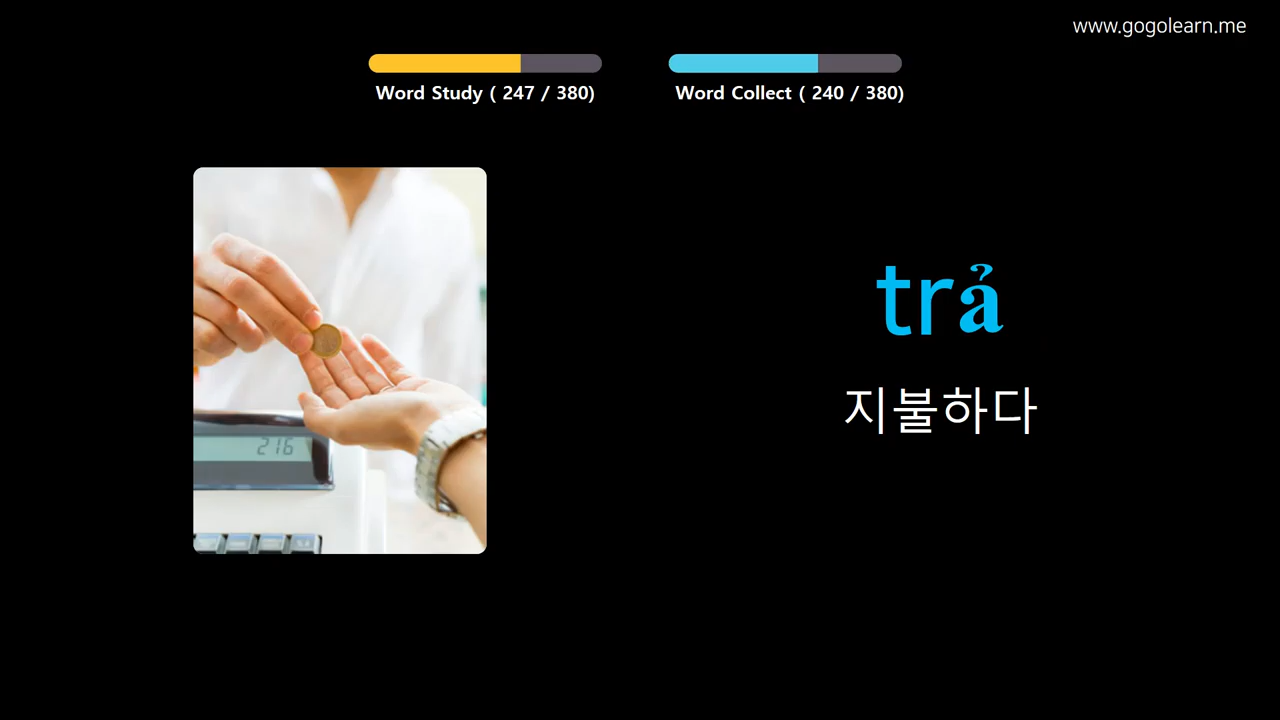 www.gogolearn.me
Word Study ( 247 / 380)
Word Collect ( 240 / 380)
trả
지불하다
216